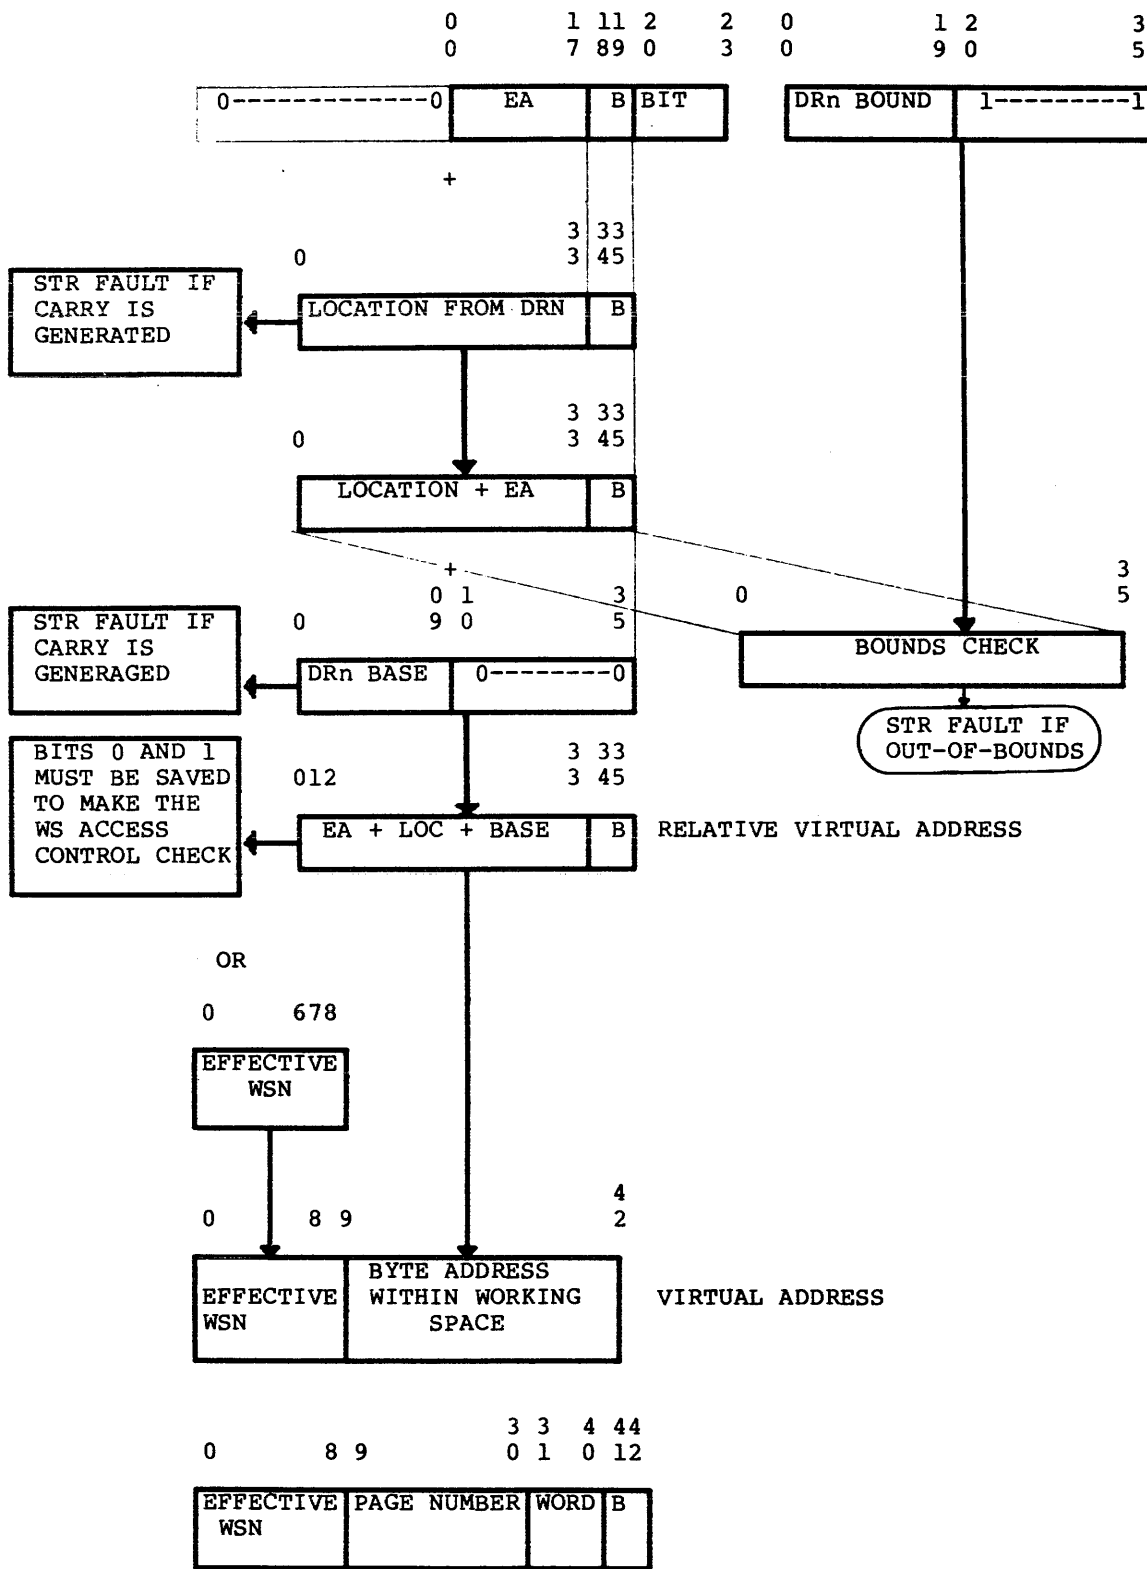 0 1 11 2 2 0 1 2 3
0 7 89 0 3 0 9 0 5
0-------------0 EA B BIT DRn BOUND 1---------1
+
3 33
0 3 45
STR FAULT IF
CARRY IS
GENERATED
LOCATION FROM DRN B
3 33
0 3 45
LOCATION + EA B
+
0 1 3
0 9 0 5
3
0 5
STR FAULT IF
CARRY IS
GENERAGED
DRn BASE 0--------0
BOUNDS CHECK
STR FAULT IF
OUT-OF-BOUNDS
BITS 0 AND 1
MUST BE SAVED
TO MAKE THE
WS ACCESS
CONTROL CHECK
3 33
012 3 45
EA + LOC + BASE B RELATIVE VIRTUAL ADDRESS
OR
0 678
EFFECTIVE
WSN
4
0 8 9 2
EFFECTIVE
WSN
BYTE ADDRESS
WITHIN WORKING
SPACE
VIRTUAL ADDRESS
3 3 4 44
0 8 9 0 1 0 12
EFFECTIVE
WSN
PAGE NUMBER WORD B